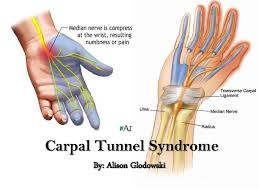 Median nerve is compress
at the wrist, resulting
numbness or pain
Transverse Carpal
Ligament
Ulna
Median Nerve
Radius
Carpal Tunnel Syndrome
By: Alison Glodowski